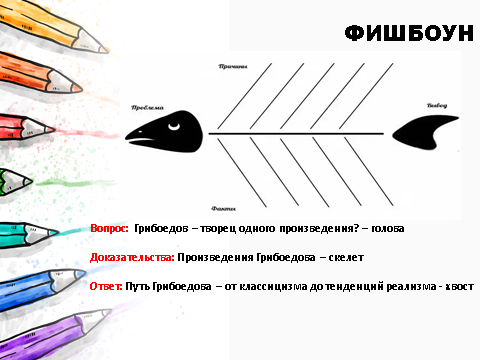 ФИШБОУН
Причины
Проблема
Вывод
Факты
Вопрос: Грибоедов – творец одного произведения? – голова
Доказательства: Произведения Грибоедова – скелет
Ответ: Путь Грибоедова – от классицизма до тенденций реализма - хвост